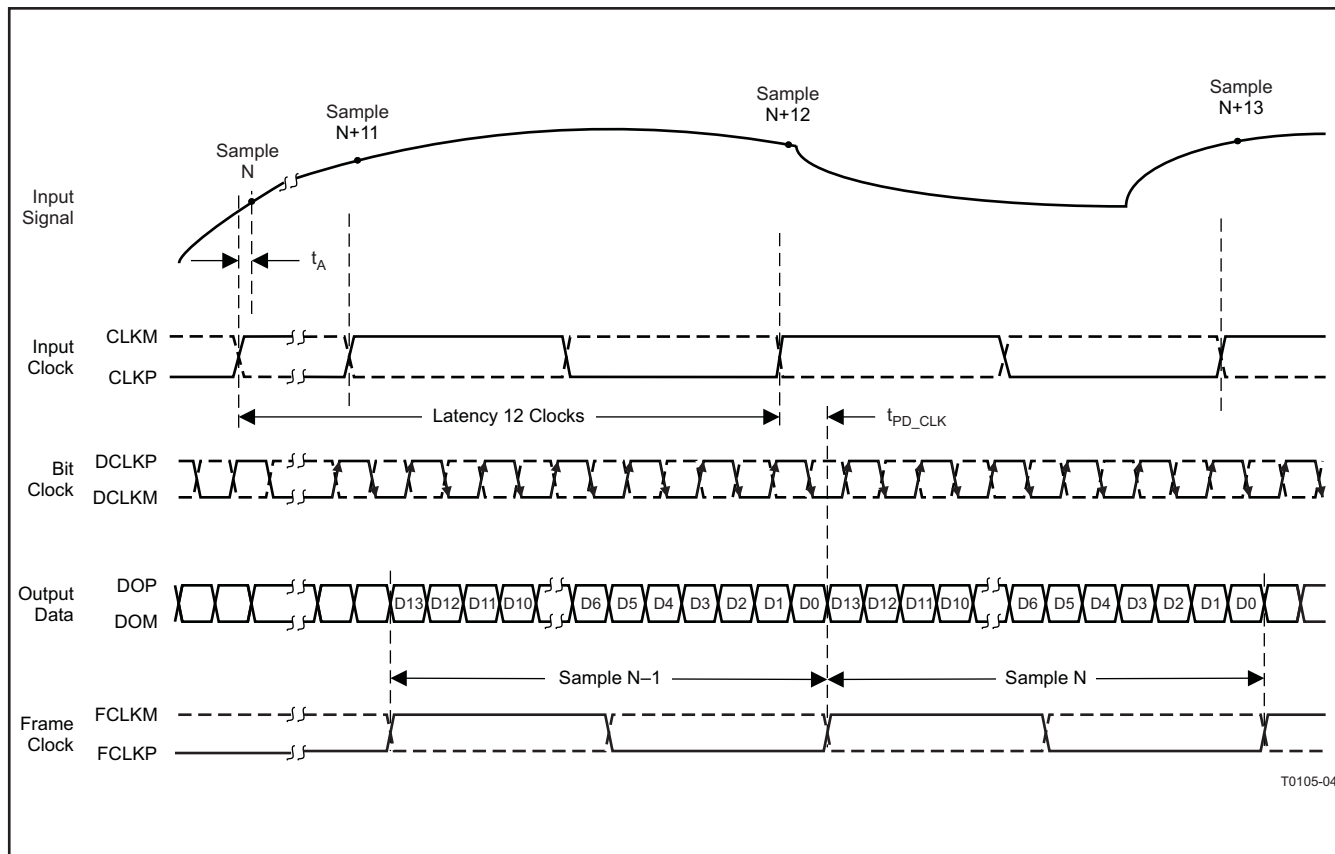 Sample
N
Sample
N+11
Sample
N+12
Sample
N+13
Input
Signal
tA
Input
Clock
CLKM
CLKP
Latency 12 Clocks
tPD_CLK
Bit
Clock
DCLKP
DCLKM
Output
Data
DOP
DOM
D13 D12 D11 D10 D6 D5 D4 D3 D2 D1 D0 D13 D12 D11 D10 D6 D5 D4 D3 D2 D1 D0
Sample N–1
Sample N
Frame
Clock
FCLKM
FCLKP
T0105-04